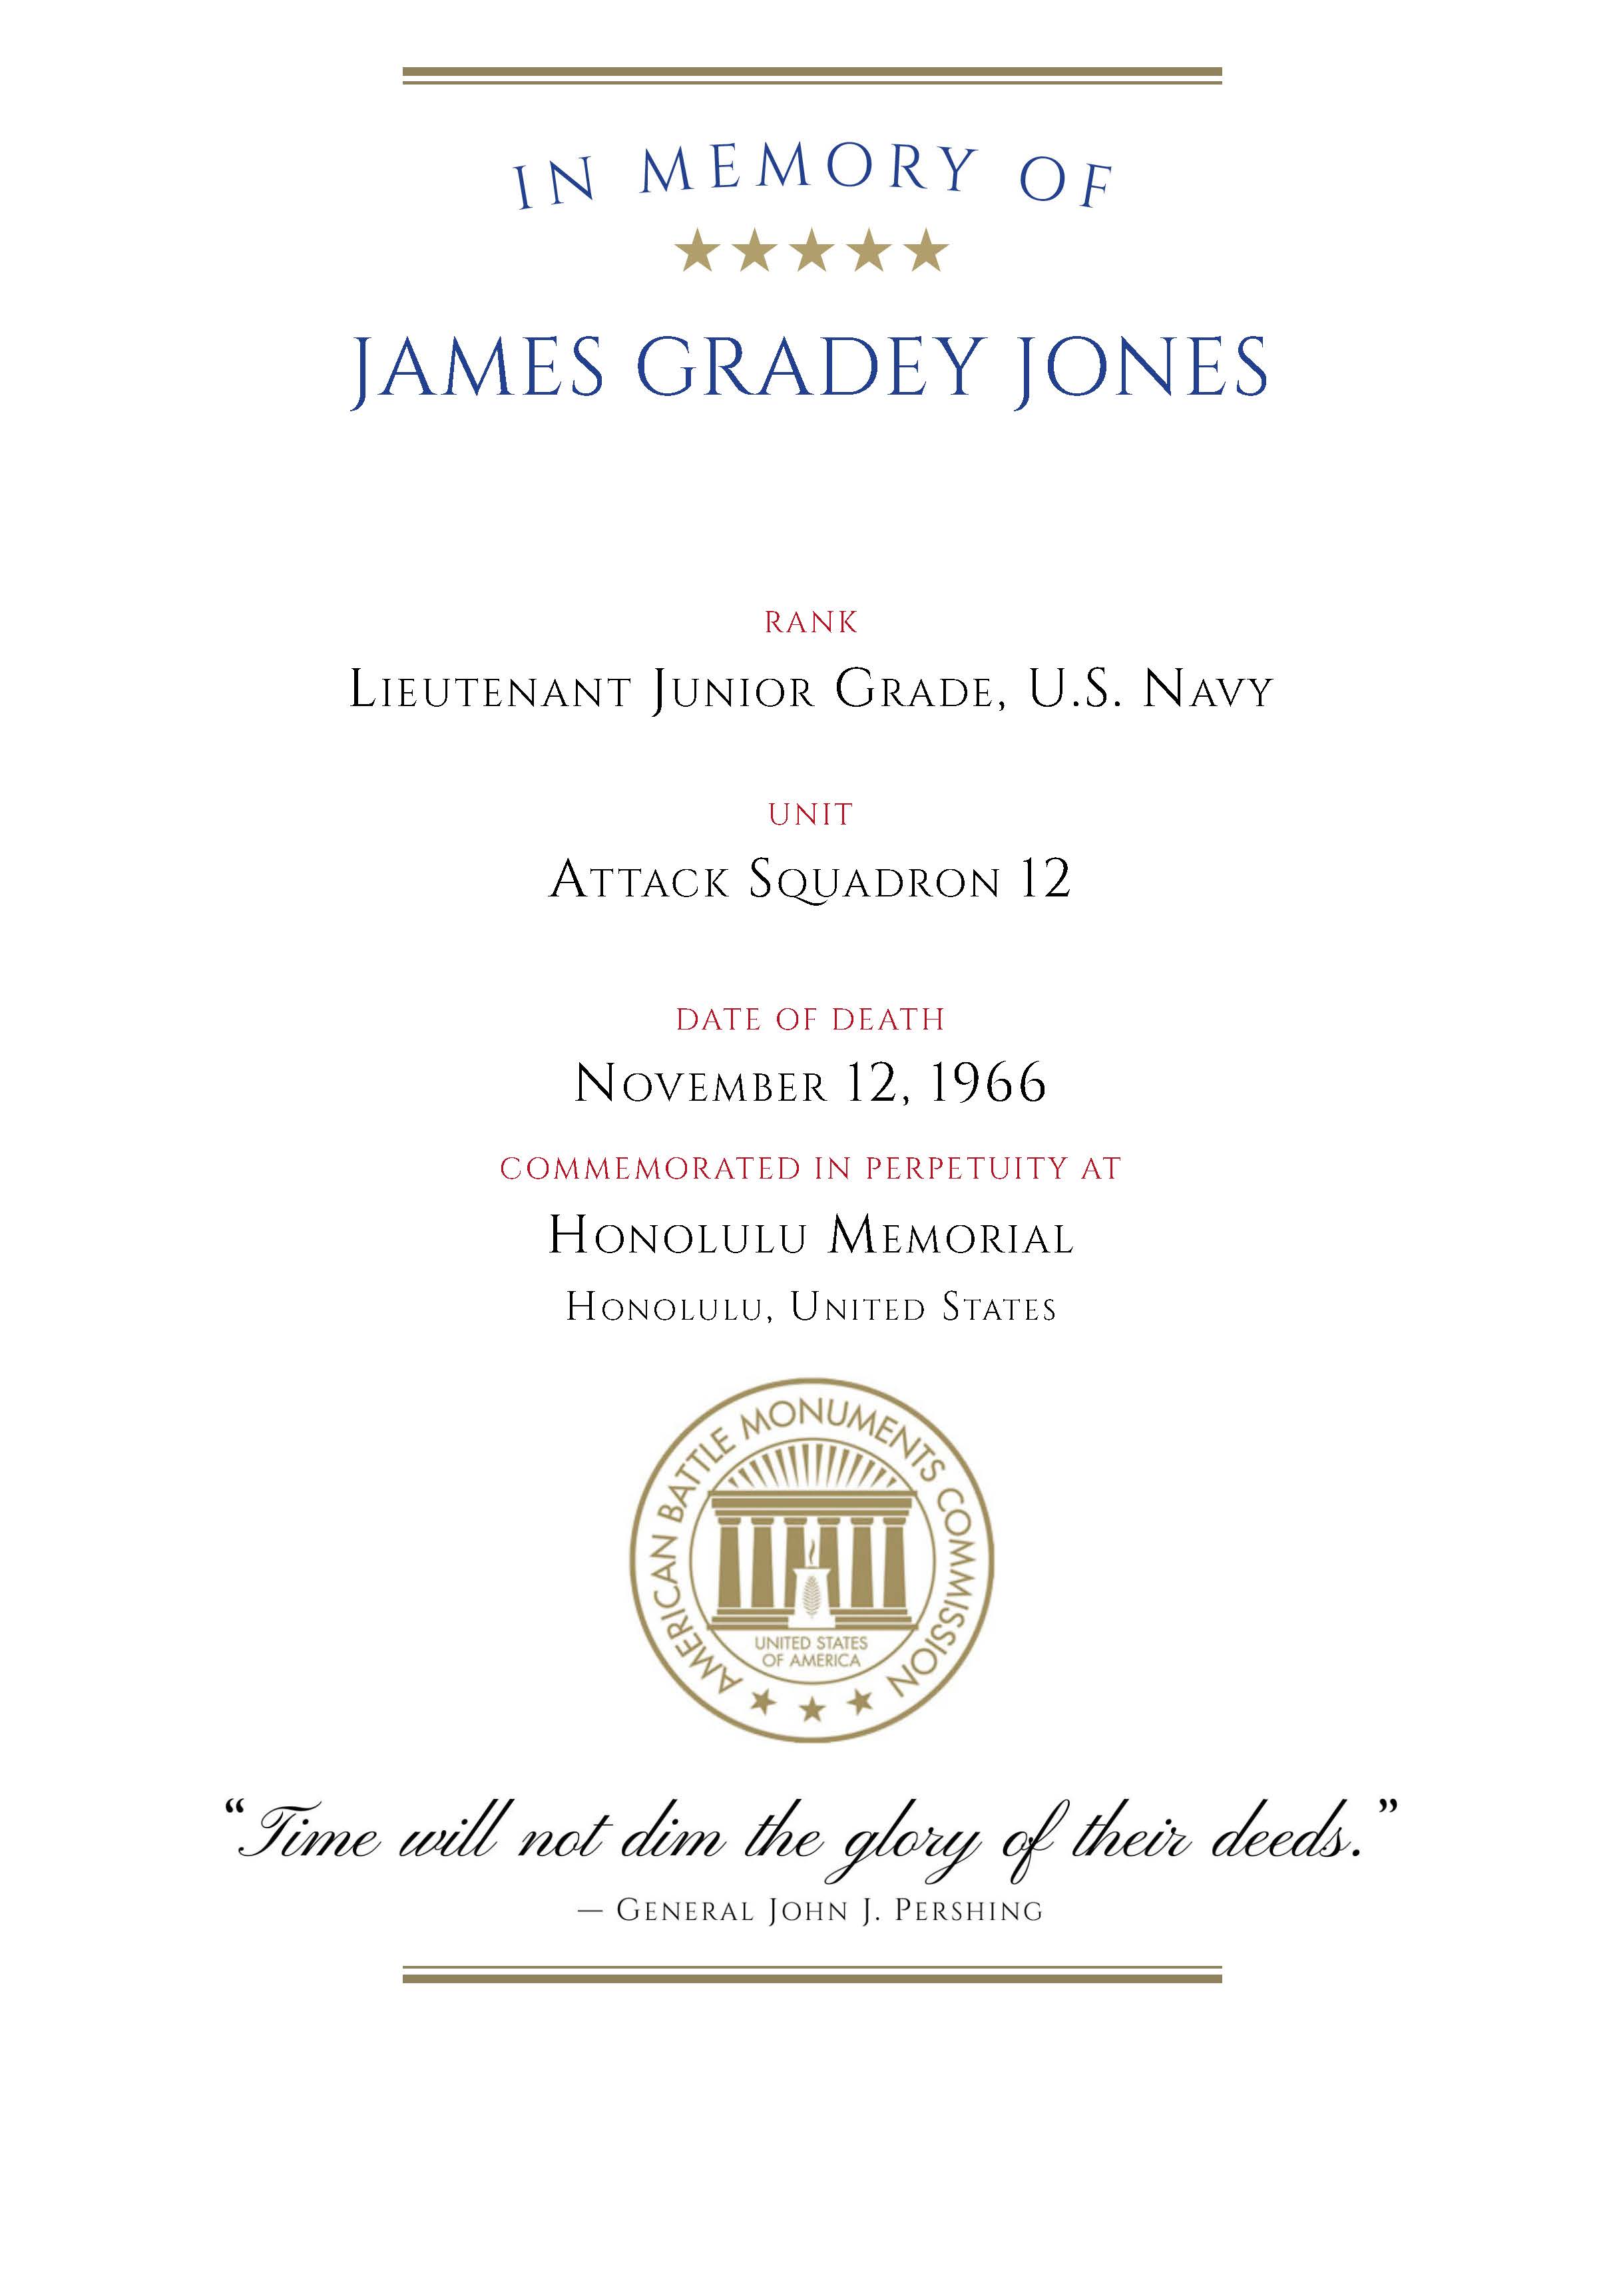 IN MEMORY OF
JAMES GRADEY JONES
RANK
Lieutenant Junior Grade, U.S. Navy
UNIT
Attack Squadron 12
DATE OF DEATH
November 12, 1966
COMMEMORATED IN PERPETUITY AT
Honolulu Memorial
Honolulu, United States
AMERICAN BATTLE MONUMENTS COMMISSION
UNITED STATES
OF AMERICA
“Time will not dim the glory of their deeds.”
— General John J. Pershing